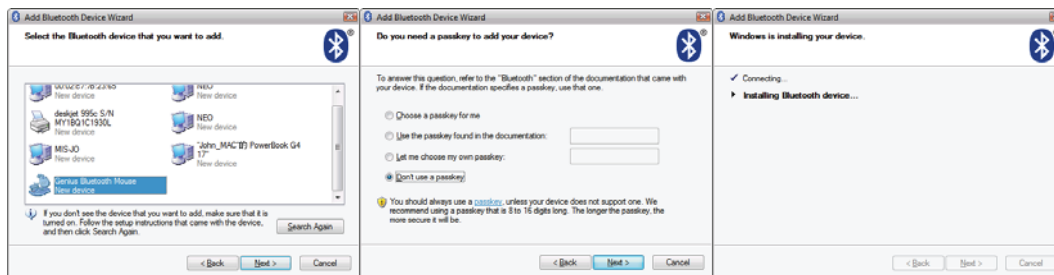 Add Bluetooth Device Wizard
Select the Bluetooth device that you want to add.
New device
NEO
New device
deskjet 995c S/N
MY1BQ1C1930L
New device
NEO
New device
MIS-JO
New device
17"
New device
Genius Bluetooth Mouse
New device
If you don't see the device that you want to add, make sure that it is
turned on. Follow the setup instructions that came with the device,
and then click Search Again.
Search Again
< Back
Next >
Cancel
Add Bluetooth Device Wizard
Do you need a passkey to add your device?
To answer this question, refer to the "Bluetooth" section of the documentation that came with
your device. If the documentation specifies a passkey, use that one.
Choose a passkey for me
Use the passkey found in the documentation:
Let me choose my own passkey:
Don't use a passkey
You should always use a passkey, unless your device does not support one. We
recommend using a passkey that is 8 to 16 digits long. The longer the passkey, the
more secure it will be.
< Back
Next >
Cancel
Add Bluetooth Device Wizard
Windows is installing your device.
Connecting...
Installing Bluetooth device...
< Back
Next >
Cancel